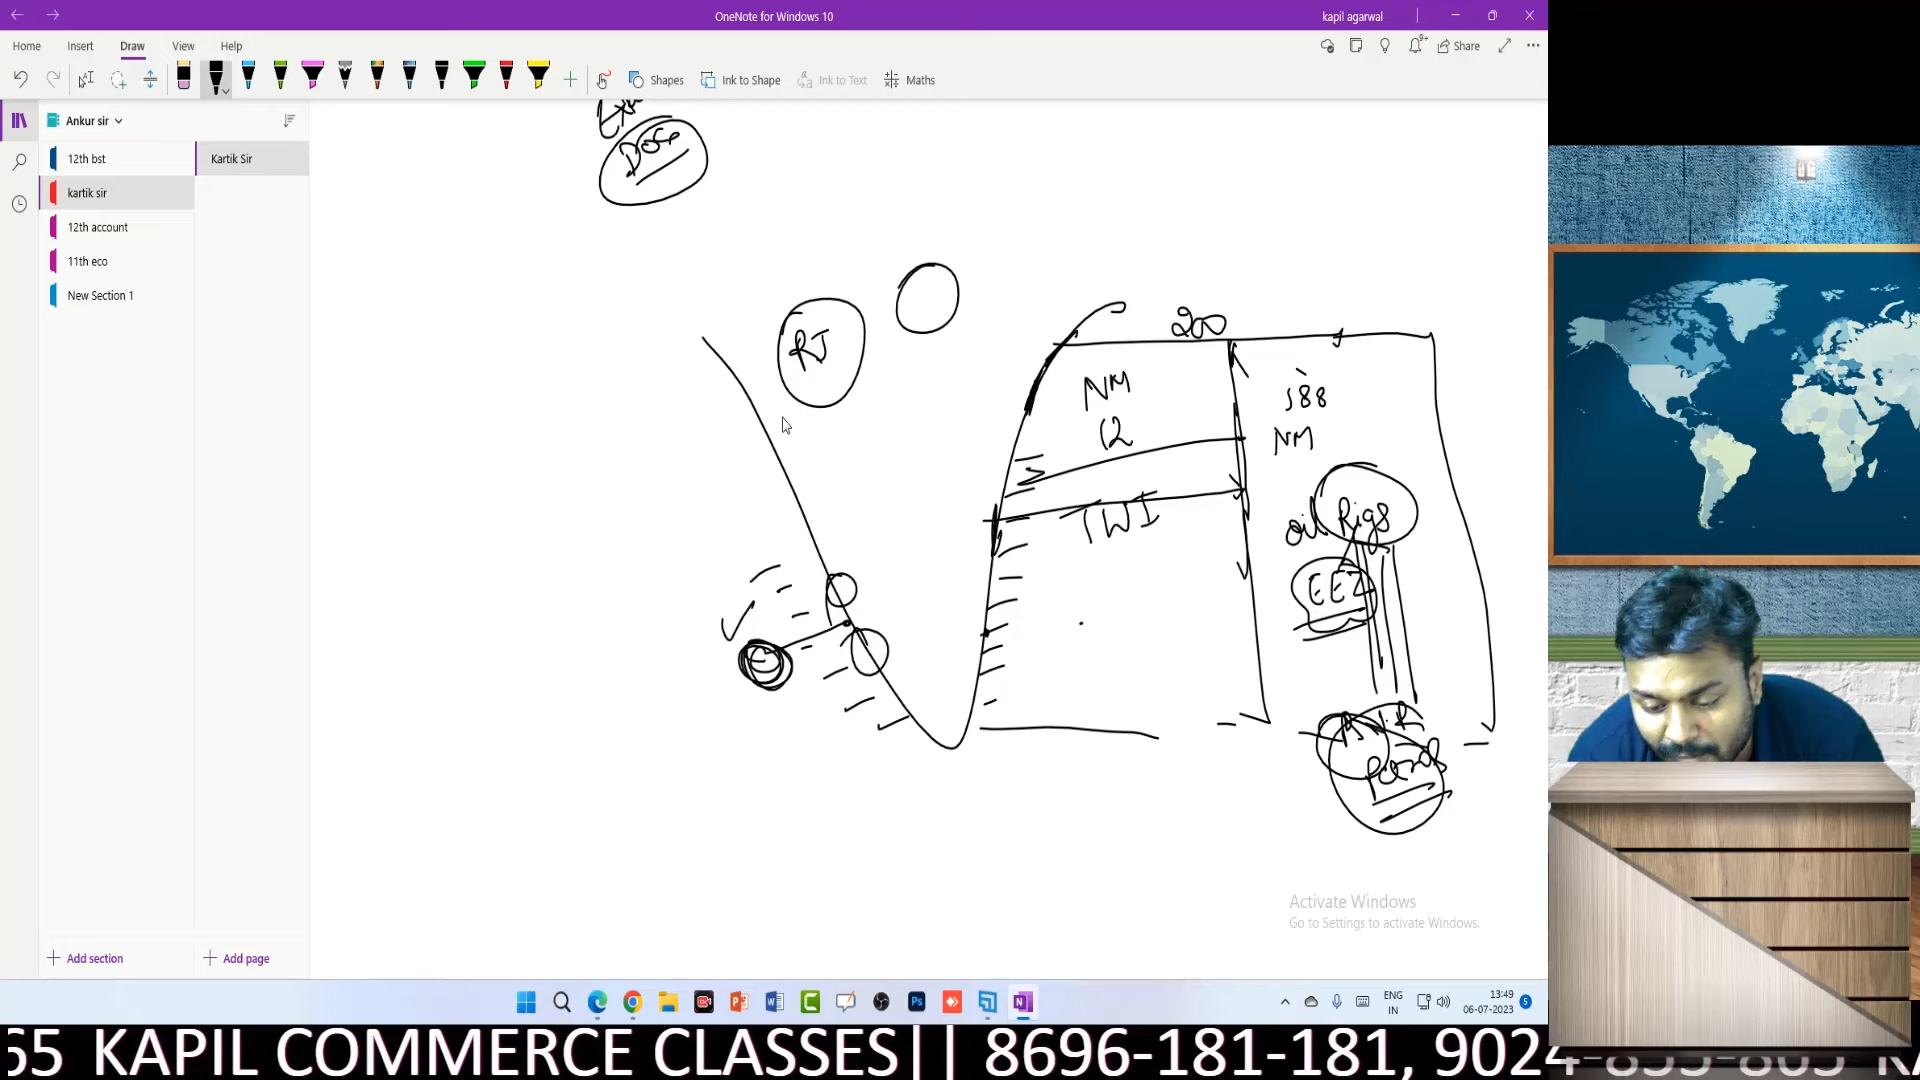 OneNote for Windows 10
kapil agarwal
Home Insert Draw View Help
9+
Share
Shapes
Ink to Shape
Ink to Text
Maths
Ankur sir
12th bst
kartik sir
12th account
11th eco
New Section 1
Kartik Sir
RJ
200
NM
12
188
NM
TWI
oil Rigs
EEZ
Activate Windows
Go to Settings to activate Windows.
Add section
Add page
ENG
IN
13:49
06-07-2023
5
65 KAPIL COMMERCE CLASSES|| 8696-181-181,